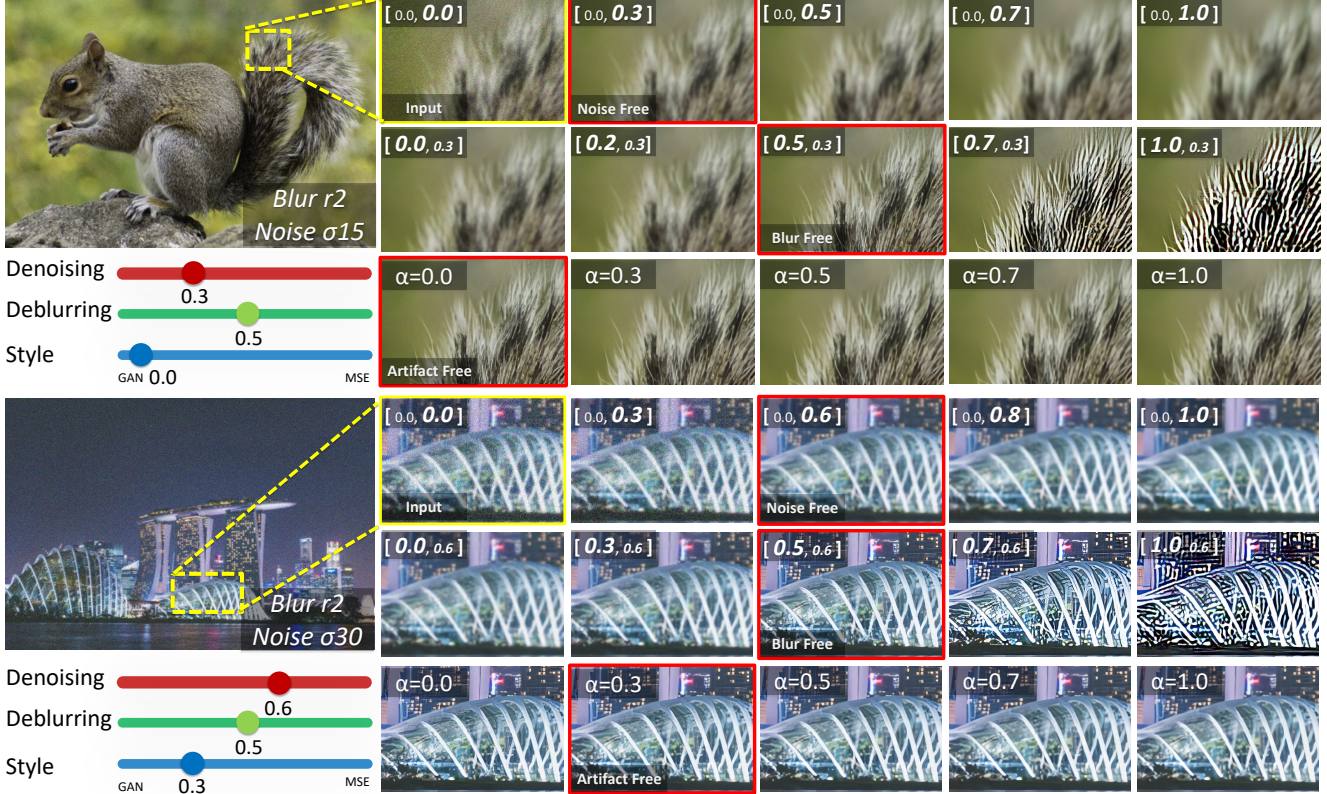 [ 0.0, 0.0 ]
[ 0.0, 0.3 ]
[ 0.0, 0.5 ]
[ 0.0, 0.7 ]
[ 0.0, 1.0 ]
Input
Noise Free
[ 0.0, 0.3 ]
[ 0.2, 0.3 ]
[ 0.5, 0.3 ]
[ 0.7, 0.3 ]
[ 1.0, 0.3 ]
Blur r2
Noise σ15
Blur Free
Denoising
0.3
Deblurring
0.5
Style
GAN 0.0
MSE
α=0.0
α=0.3
α=0.5
α=0.7
α=1.0
Artifact Free
[ 0.0, 0.0 ]
[ 0.0, 0.3 ]
[ 0.0, 0.6 ]
[ 0.0, 0.8 ]
[ 0.0, 1.0 ]
Input
Noise Free
[ 0.0, 0.6 ]
[ 0.3, 0.6 ]
[ 0.5, 0.6 ]
[ 0.7, 0.6 ]
[ 1.0, 0.6 ]
Blur r2
Noise σ30
Blur Free
Denoising
0.6
Deblurring
0.5
Style
GAN
0.3
MSE
α=0.0
α=0.3
α=0.5
α=0.7
α=1.0
Artifact Free